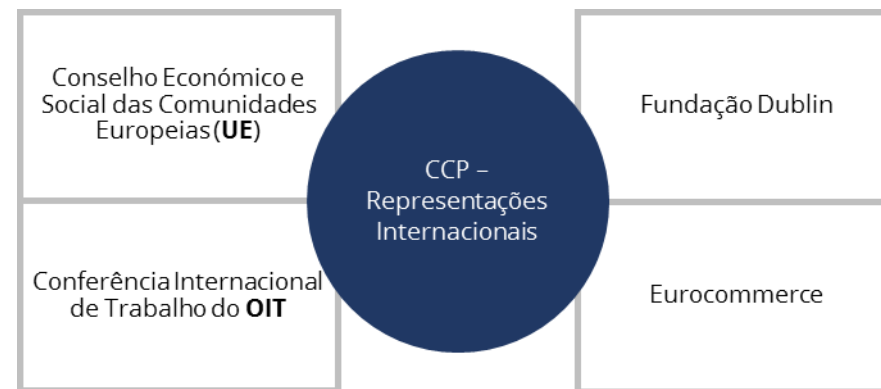 Conselho Económico e
Social das Comunidades
Europeias (UE)
Conferência Internacional
de Trabalho do OIT
CCP –
Representações
Internacionais
Fundação Dublin
Eurocommerce